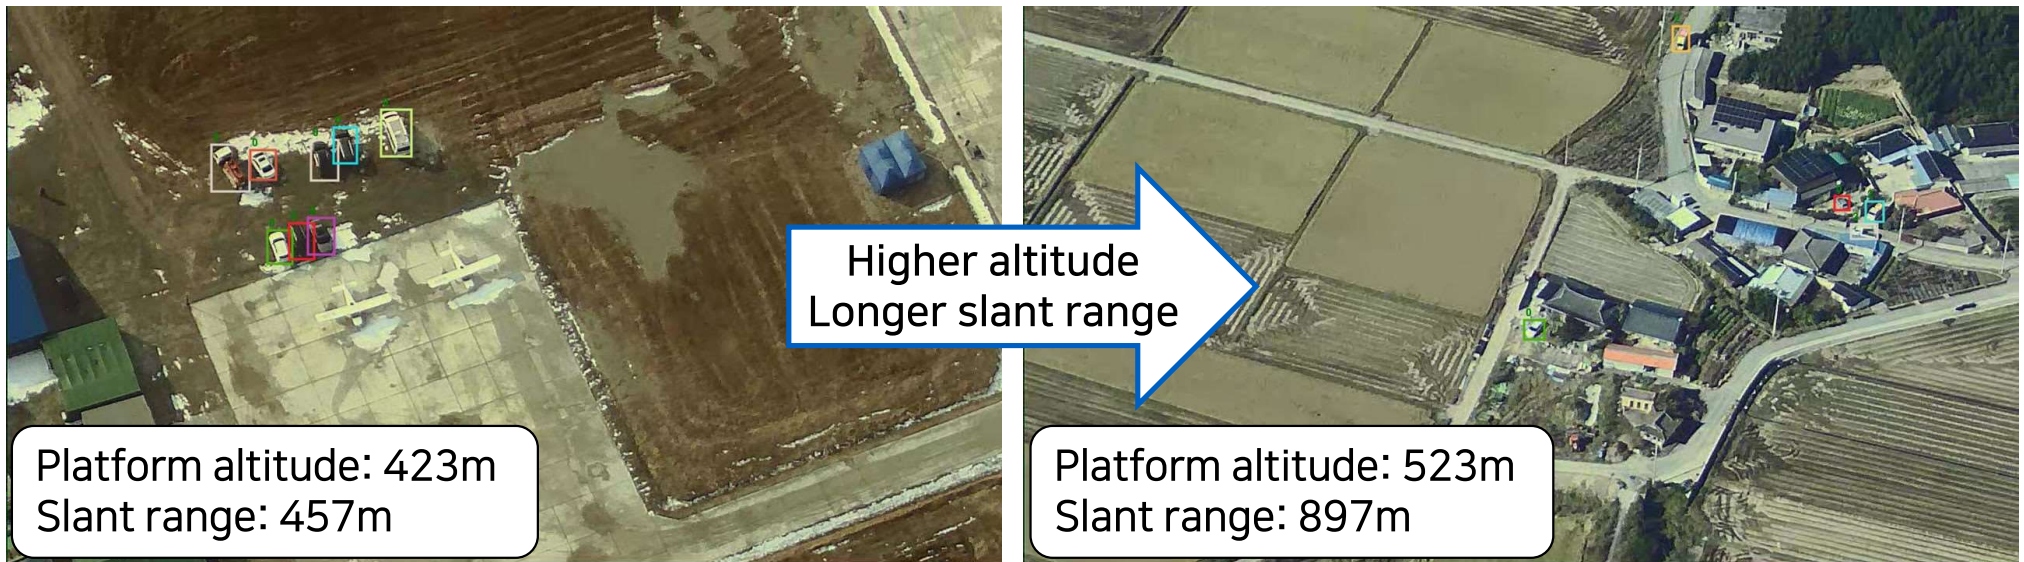 Higher altitude
Longer slant range
Platform altitude: 423m
Slant range: 457m
Platform altitude: 523m
Slant range: 897m